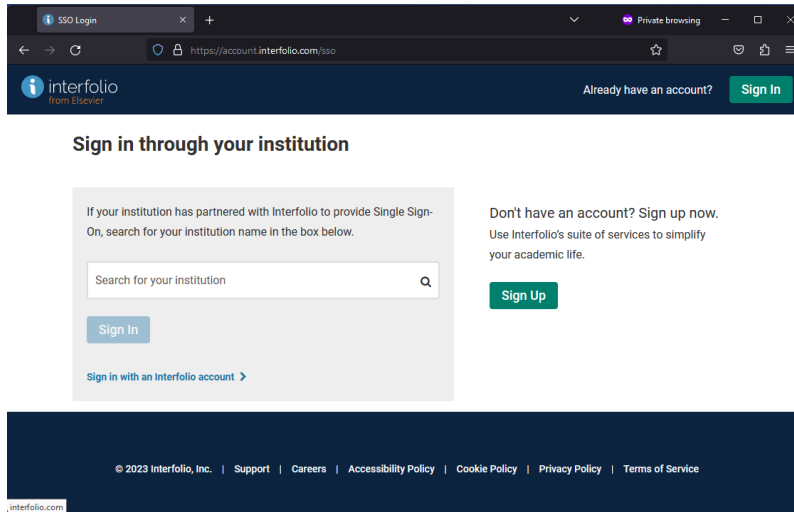 SSO Login
Private browsing
https://account.interfolio.com/sso
interfolio
from Elsevier
Already have an account?
Sign In
Sign in through your institution
If your institution has partnered with Interfolio to provide Single Sign-
On, search for your institution name in the box below.
Search for your institution
Sign In
Sign in with an Interfolio account
Don't have an account? Sign up now.
Use Interfolio's suite of services to simplify
your academic life.
Sign Up
© 2023 Interfolio, Inc. | Support | Careers | Accessibility Policy | Cookie Policy | Privacy Policy | Terms of Service
interfolio.com